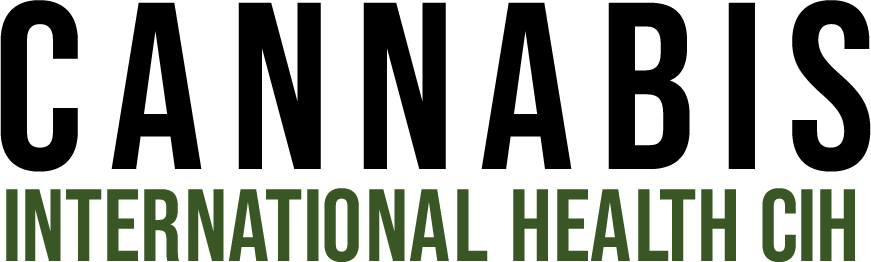 CANNABIS
INTERNATIONAL HEALTH CIH